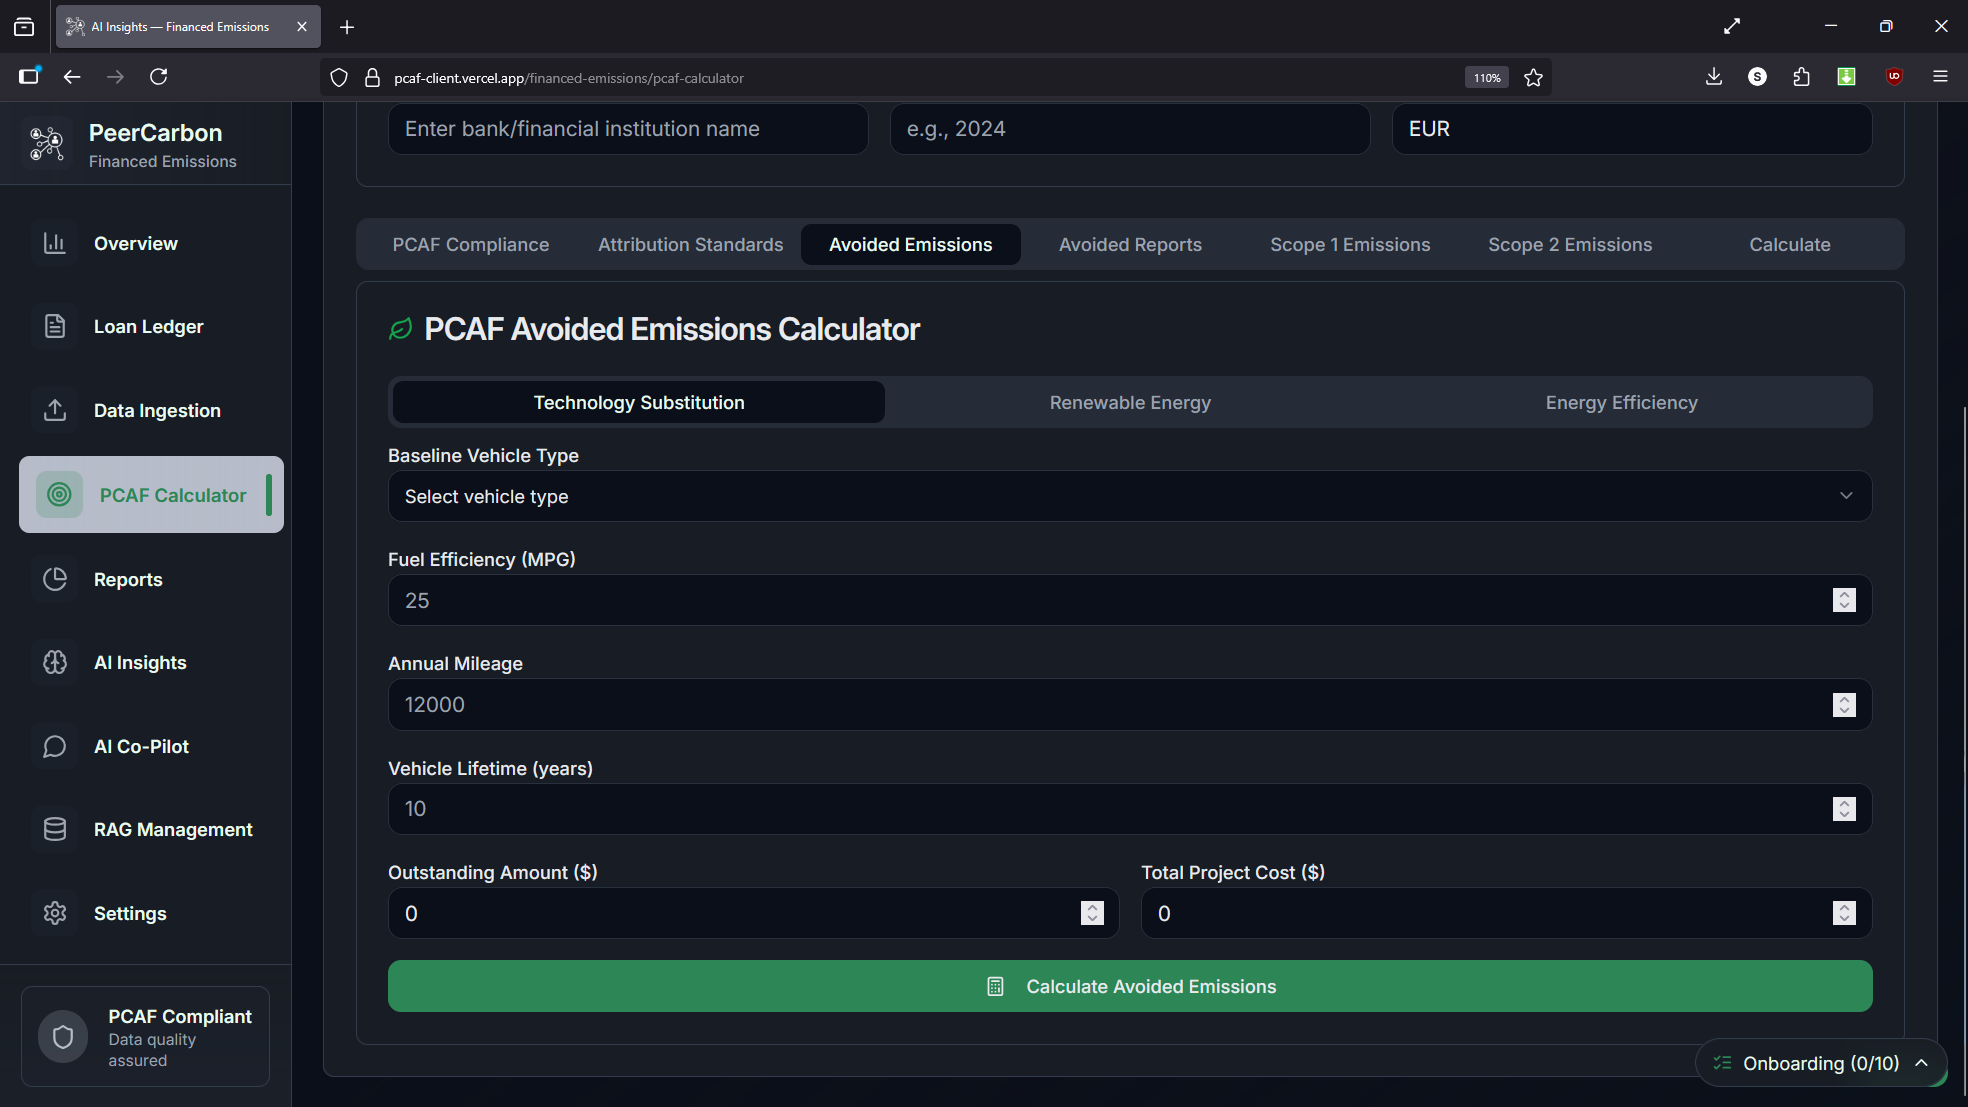 AI Insights — Financed Emissions
pcaf-client.vercel.app/financed-emissions/pcaf-calculator
110%
S
PeerCarbon
Financed Emissions
Overview
Loan Ledger
Data Ingestion
PCAF Calculator
Reports
AI Insights
AI Co-Pilot
RAG Management
Settings
PCAF Compliant
Data quality
assured
Enter bank/financial institution name
e.g., 2024
EUR
PCAF Compliance
Attribution Standards
Avoided Emissions
Avoided Reports
Scope 1 Emissions
Scope 2 Emissions
Calculate
PCAF Avoided Emissions Calculator
Technology Substitution
Renewable Energy
Energy Efficiency
Baseline Vehicle Type
Select vehicle type
Fuel Efficiency (MPG)
25
Annual Mileage
12000
Vehicle Lifetime (years)
10
Outstanding Amount ($)
0
Total Project Cost ($)
0
Calculate Avoided Emissions
Onboarding (0/10)